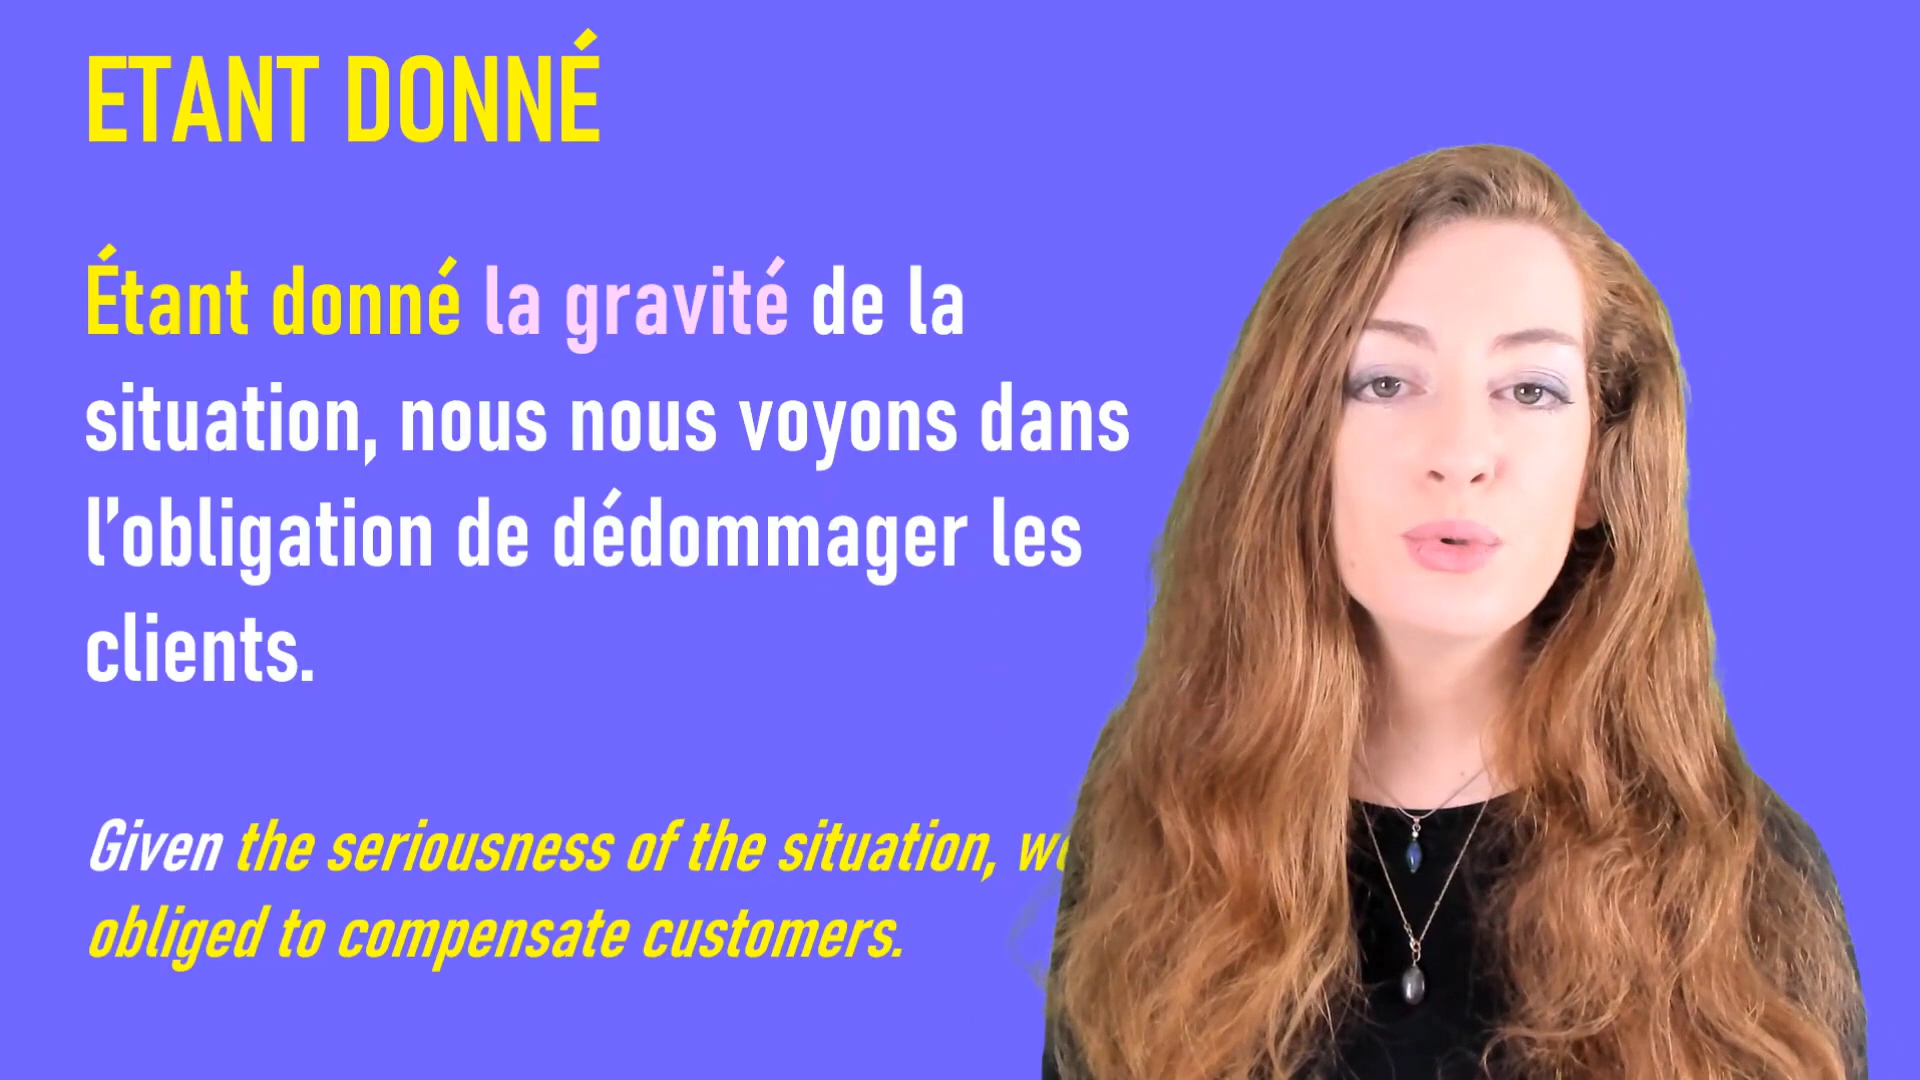 ETANT DONNÉ
Étant donné la gravité de la
situation, nous nous voyons dans
l’obligation de dédommager les
clients.
Given the seriousness of the situation,
obliged to compensate customers.